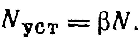 N_уст = βN.